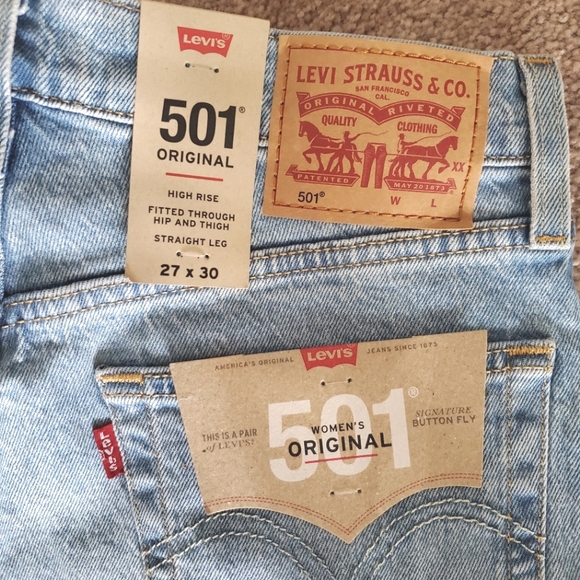 LEVI'S
501®
ORIGINAL
HIGH RISE
FITTED THROUGH
HIP AND THIGH
STRAIGHT LEG
27 x 30
LEVI STRAUSS & CO.
SAN FRANCISCO
CAL.
ORIGINAL RIVETED
QUALITY CLOTHING
XX
PATENTED MAY 20 1873
501® W L
AMERICA'S ORIGINAL LEVI'S JEANS SINCE 1873
501®
THIS IS A PAIR
of LEVI'S!
WOMEN'S
ORIGINAL
SIGNATURE
BUTTON FLY
LEVI'S